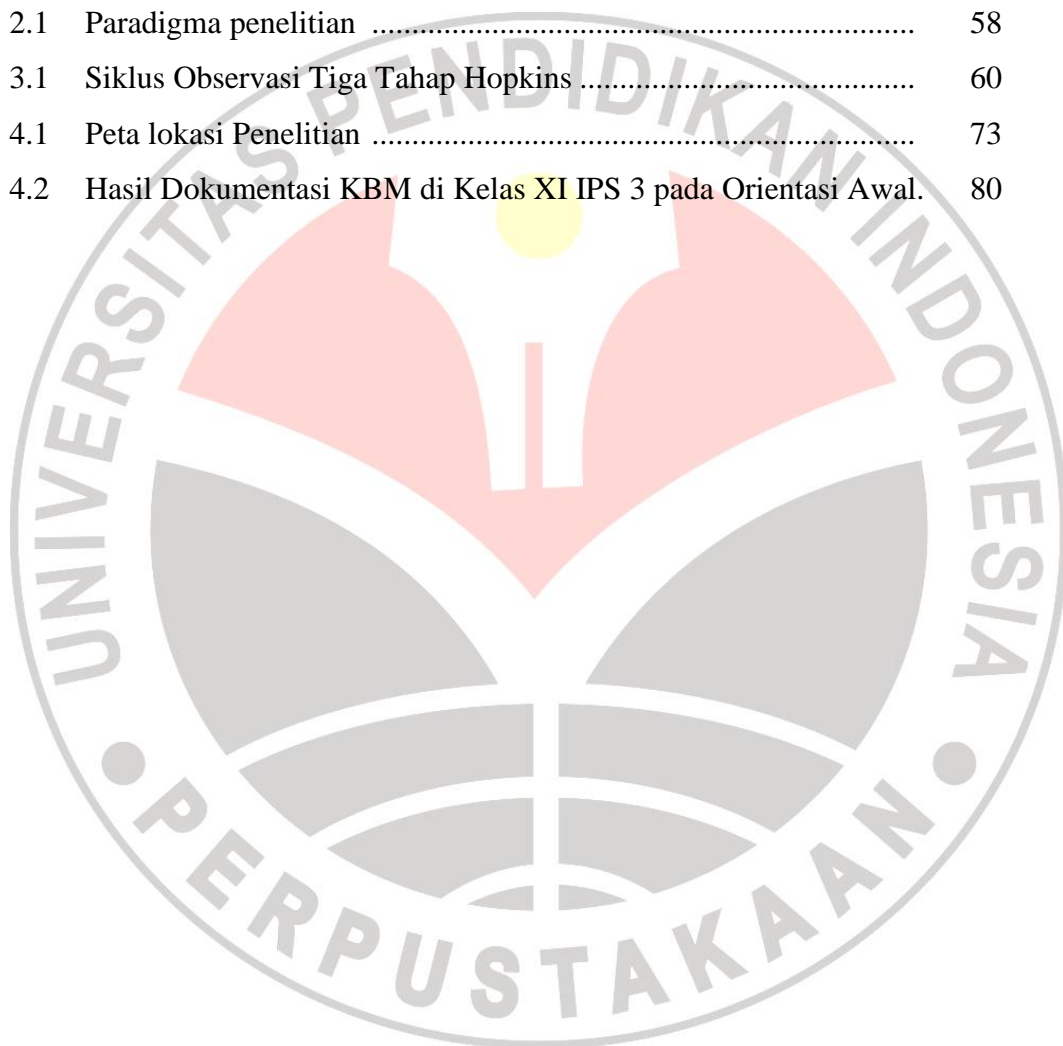 2.1 Paradigma penelitian .................................................................... 58
3.1 Siklus Observasi Tiga Tahap Hopkins .......................................... 60
4.1 Peta lokasi Penelitian .................................................................... 73
4.2 Hasil Dokumentasi KBM di Kelas XI IPS 3 pada Orientasi Awal. 80
UNIVERSITAS PENDIDIKAN INDONESIA
PERPUSTAKAAN